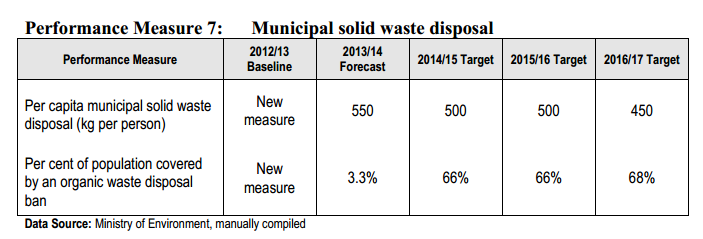 Performance Measure 7: Municipal solid waste disposal
Performance Measure 2012/13 Baseline 2013/14 Forecast 2014/15 Target 2015/16 Target 2016/17 Target
Per capita municipal solid waste disposal (kg per person) New measure 550 500 500 450
Per cent of population covered by an organic waste disposal ban New measure 3.3% 66% 66% 68%
Data Source: Ministry of Environment, manually compiled